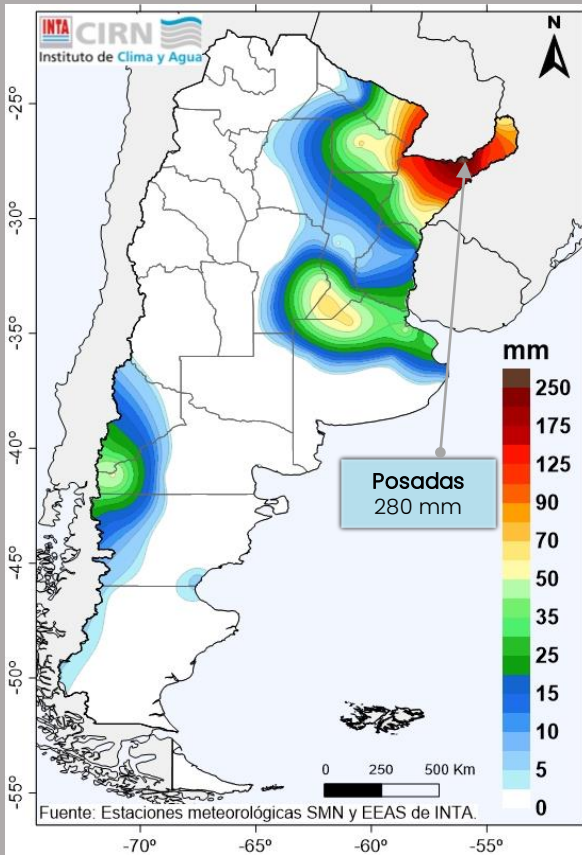 INTA CIRN
Instituto de Clima y Agua
N
-25°
-30°
-35°
-40°
-45°
-50°
-55°
mm
250
175
125
90
70
50
35
25
15
10
5
0
Posadas
280 mm
0 250 500 Km
Fuente: Estaciones meteorológicas SMN y EEAS de INTA.
-70° -65° -60° -55°